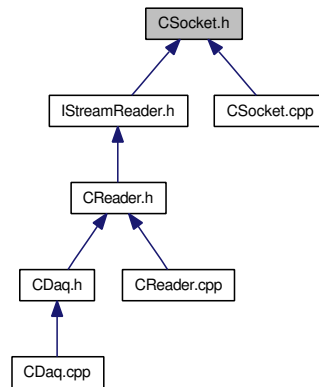 CSocket.h
IStreamReader.h
CSocket.cpp
CReader.h
CDaq.h
CReader.cpp
CDaq.cpp